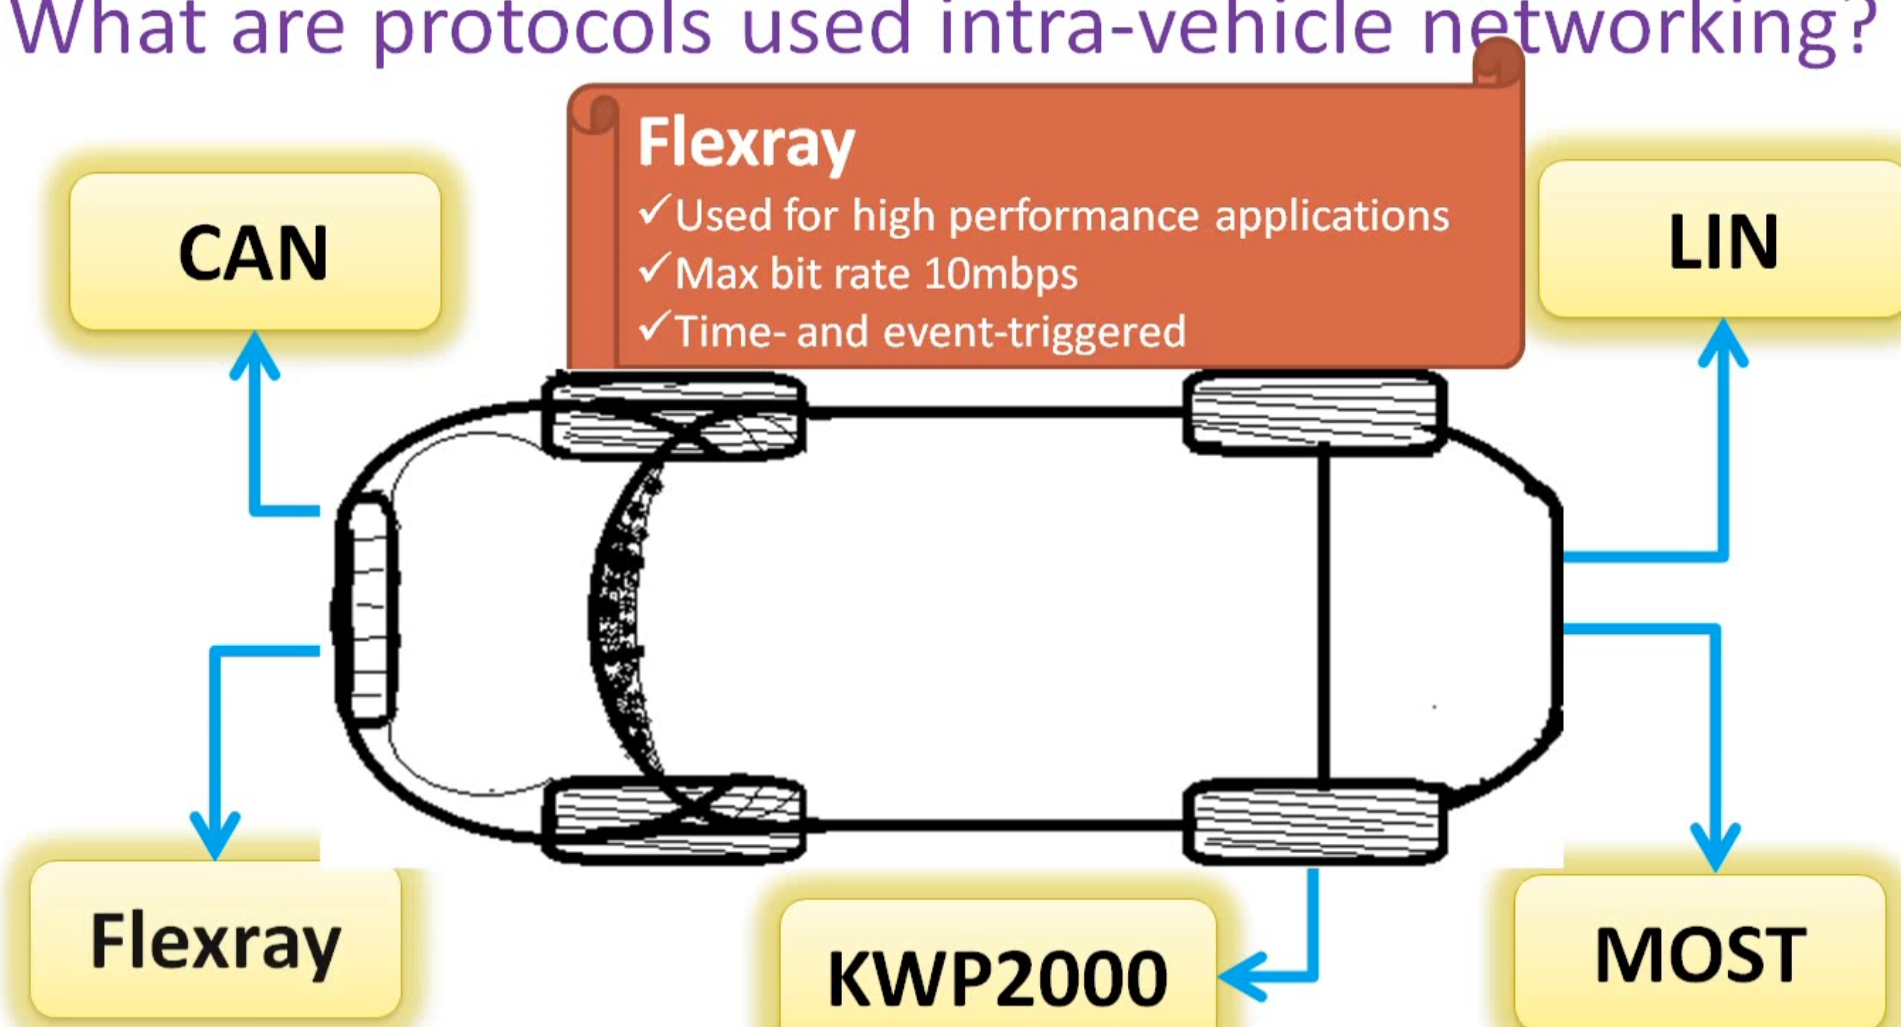 What are protocols used intra-vehicle networking?
Flexray
✓Used for high performance applications
✓Max bit rate 10mbps
✓Time- and event-triggered
CAN
LIN
Flexray
KWP2000
MOST